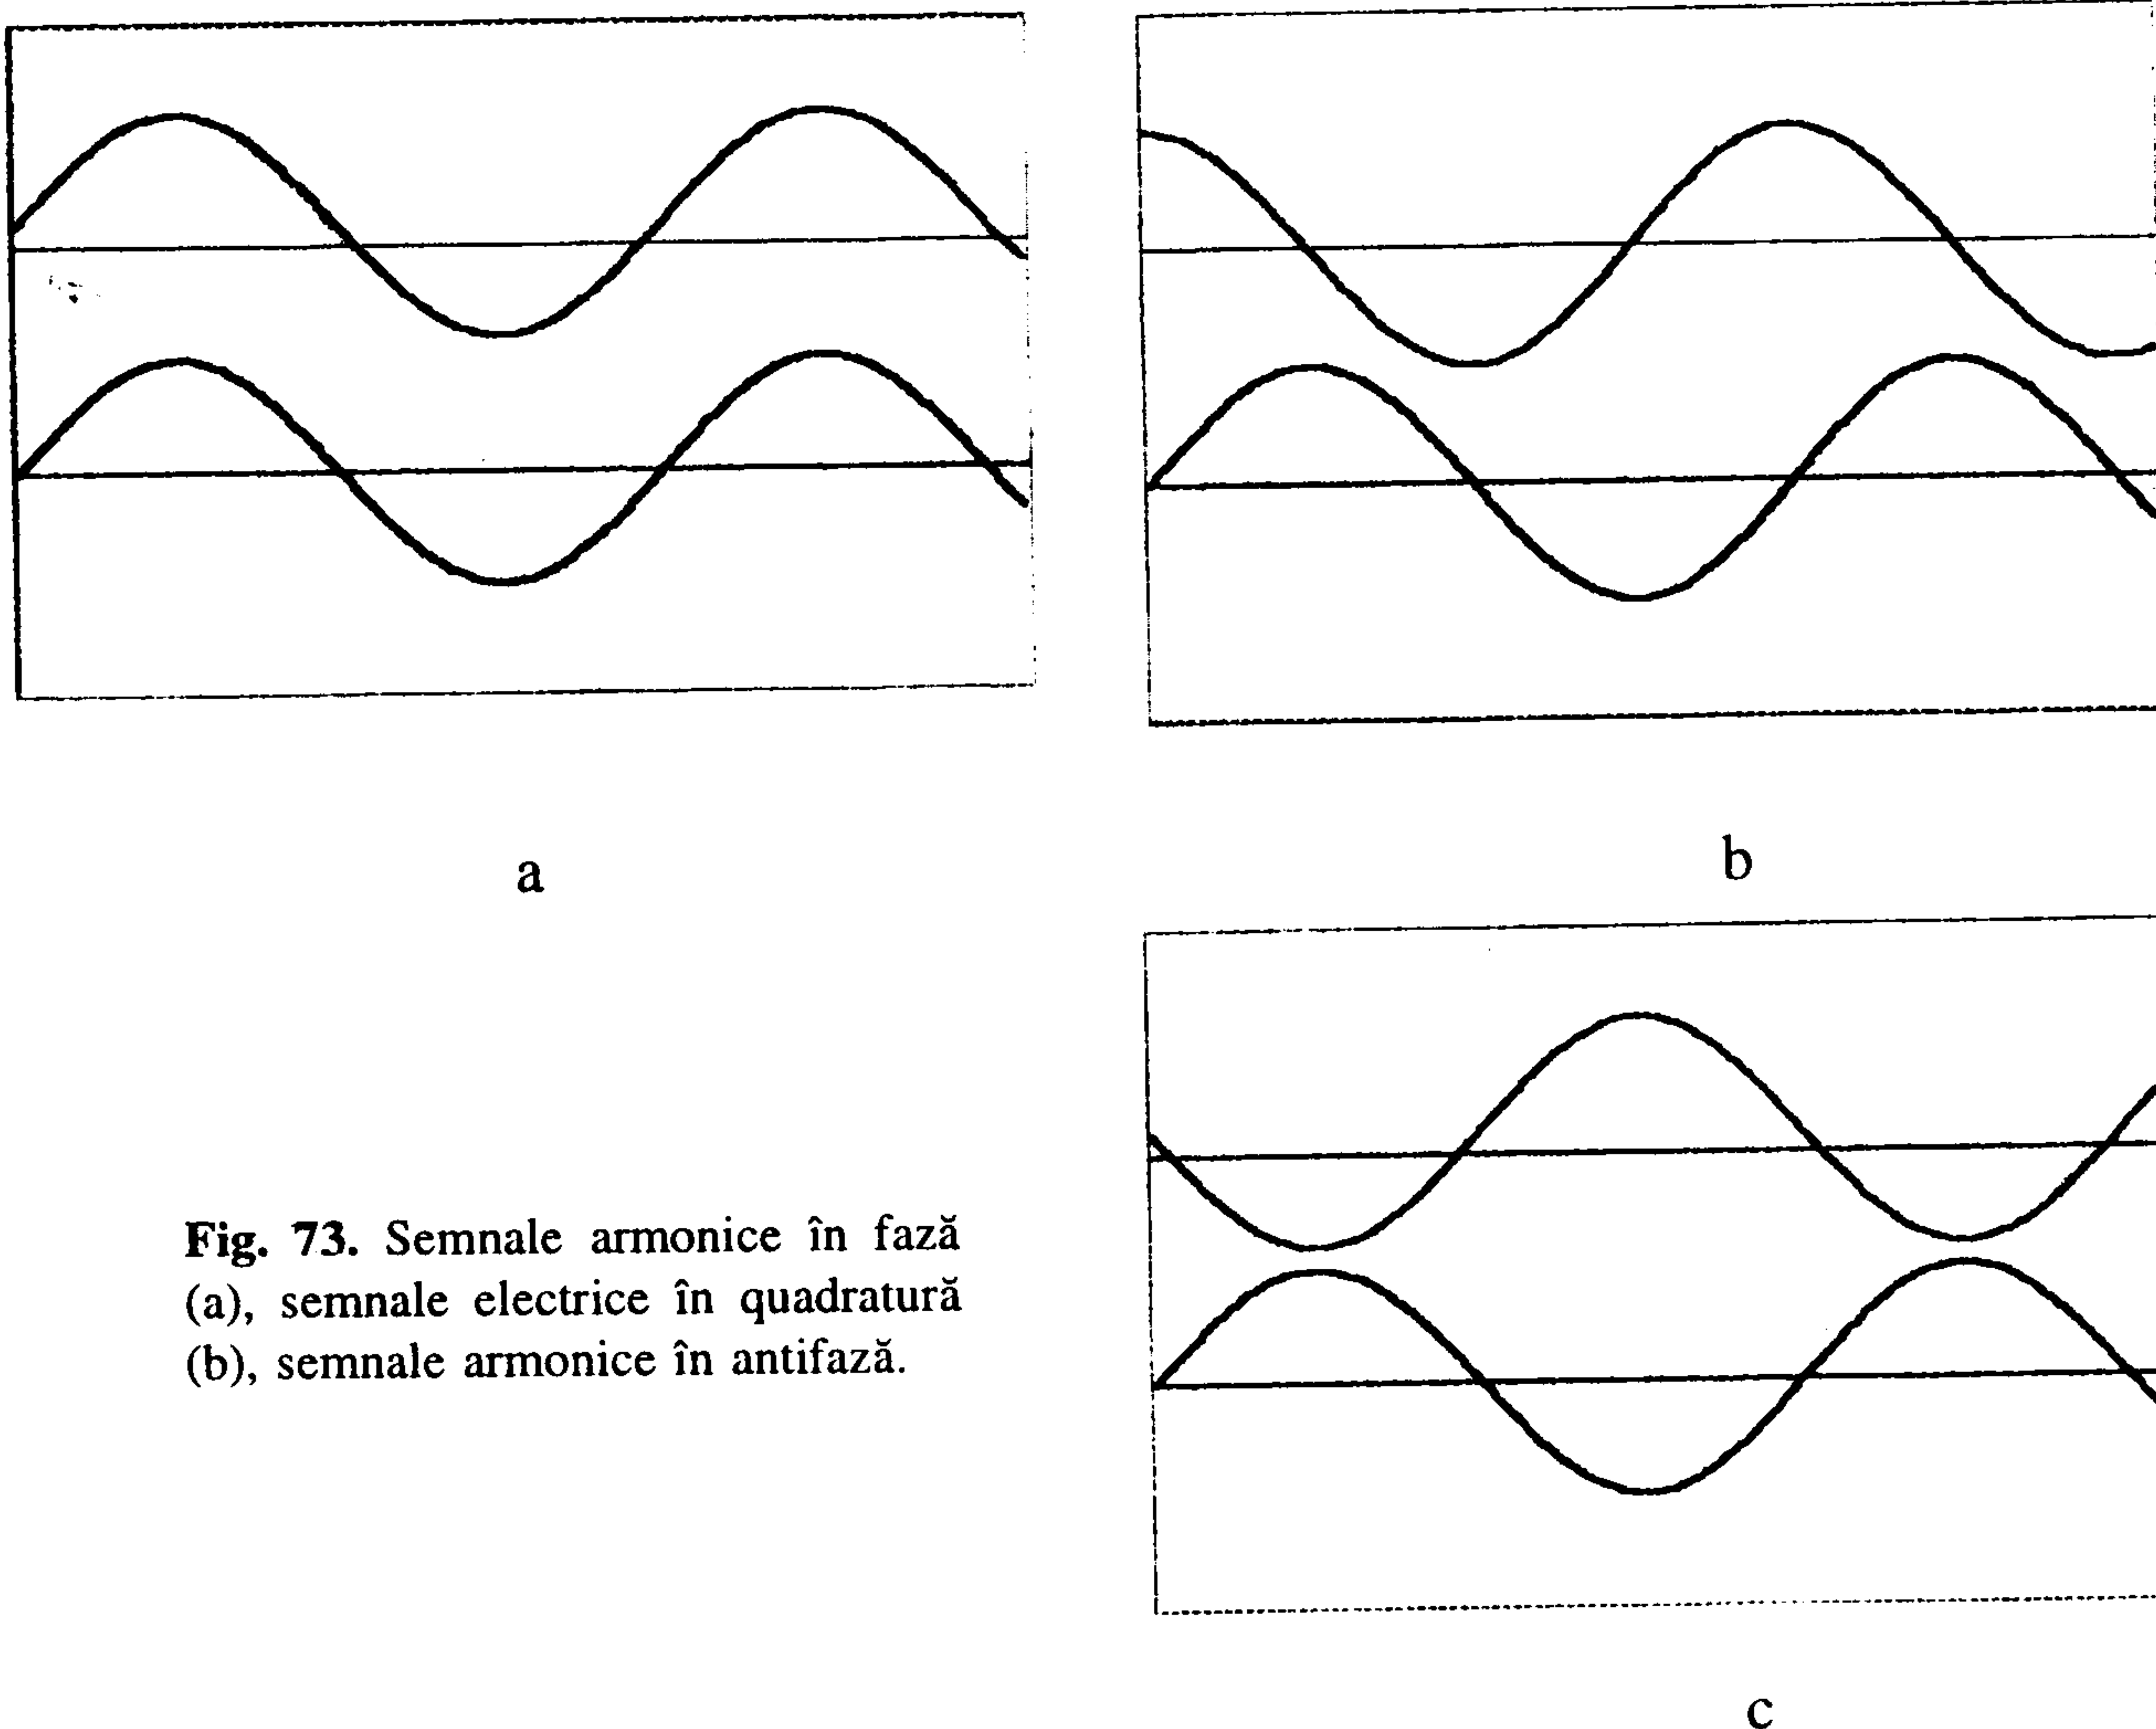 a
b
Fig. 73. Semnale armonice în fază
(a), semnale electrice în quadratură
(b), semnale armonice în antifază.
c